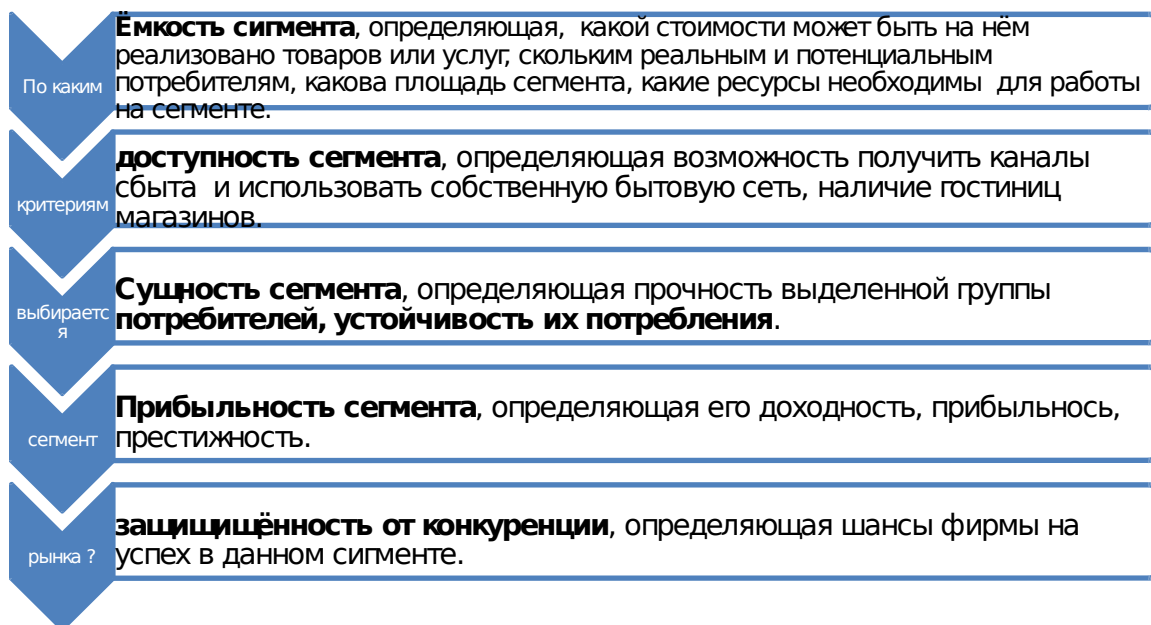 Ёмкость сигмента, определяющая, какой стоимости может быть на нём
реализовано товаров или услуг, скольким реальным и потенциальным
потребителям, какова площадь сегмента, какие ресурсы необходимы для работы
на сегменте.
По каким
доступность сегмента, определяющая возможность получить каналы
сбыта и использовать собственную бытовую сеть, наличие гостиниц
магазинов.
критериям
Сущность сегмента, определяющая прочность выделенной группы
потребителей, устойчивость их потребления.
выбираетс
я
Прибыльность сегмента, определяющая его доходность, прибыльнось,
престижность.
сегмент
защищищённость от конкуренции, определяющая шансы фирмы на
успех в данном сигменте.
рынка ?